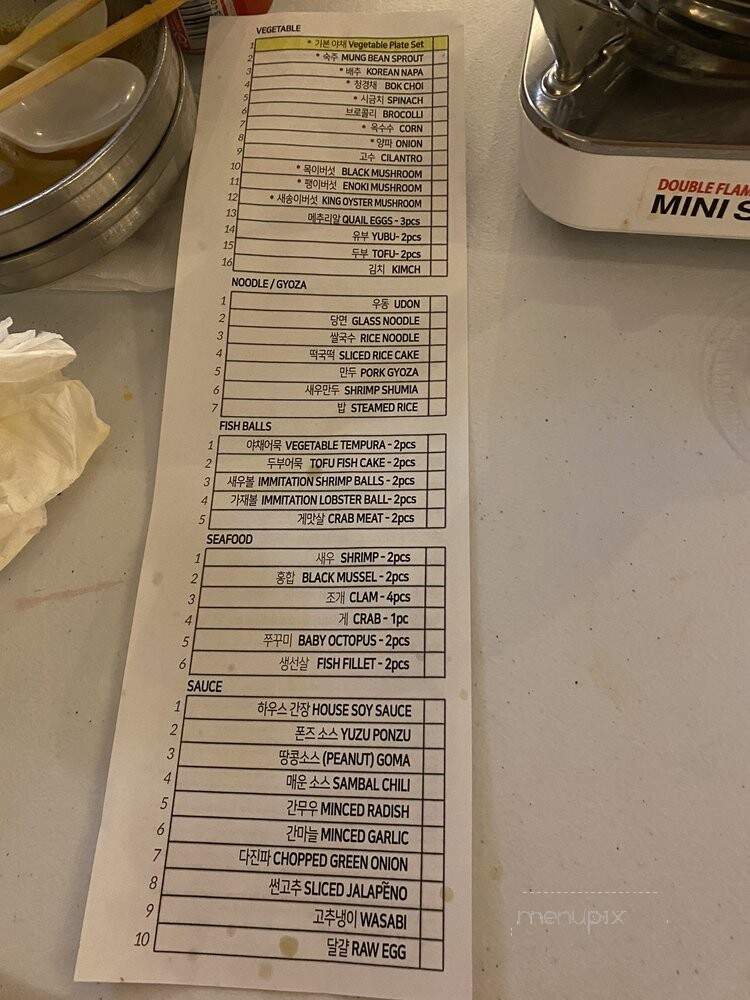 VEGETABLE
1 * 기본 야채 Vegetable Plate Set
2 * 숙주 MUNG BEAN SPROUT
3 * 배추 KOREAN NAPA
4 * 청경채 BOK CHOI
5 * 시금치 SPINACH
6 브로콜리 BROCOLLI
7 * 옥수수 CORN
8 * 양파 ONION
9 고수 CILANTRO
10 * 목이버섯 BLACK MUSHROOM
11 * 팽이버섯 ENOKI MUSHROOM
12 * 새송이버섯 KING OYSTER MUSHROOM
13 메추리알 QUAIL EGGS - 3pcs
14 유부 YUBU- 2pcs
15 두부 TOFU- 2pcs
16 김치 KIMCH
NOODLE / GYOZA
1 우동 UDON
2 당면 GLASS NOODLE
3 쌀국수 RICE NOODLE
4 떡국떡 SLICED RICE CAKE
5 만두 PORK GYOZA
6 새우만두 SHRIMP SHUMIA
7 밥 STEAMED RICE
FISH BALLS
1 야채어묵 VEGETABLE TEMPURA - 2pcs
2 두부어묵 TOFU FISH CAKE - 2pcs
3 새우볼 IMMITATION SHRIMP BALLS - 2pcs
4 가재볼 IMMITATION LOBSTER BALL- 2pcs
5 게맛살 CRAB MEAT - 2pcs
SEAFOOD
1 새우 SHRIMP - 2pcs
2 홍합 BLACK MUSSEL - 2pcs
3 조개 CLAM - 4pcs
4 게 CRAB - 1pc
5 쭈꾸미 BABY OCTOPUS - 2pcs
6 생선살 FISH FILLET - 2pcs
SAUCE
1 하우스 간장 HOUSE SOY SAUCE
2 폰즈 소스 YUZU PONZU
3 땅콩소스 (PEANUT) GOMA
4 매운 소스 SAMBAL CHILI
5 간무우 MINCED RADISH
6 간마늘 MINCED GARLIC
7 다진파 CHOPPED GREEN ONION
8 썬고추 SLICED JALAPEÑO
9 고추냉이 WASABI
10 달걀 RAW EGG
DOUBLE FLAM
MINI S
menupix